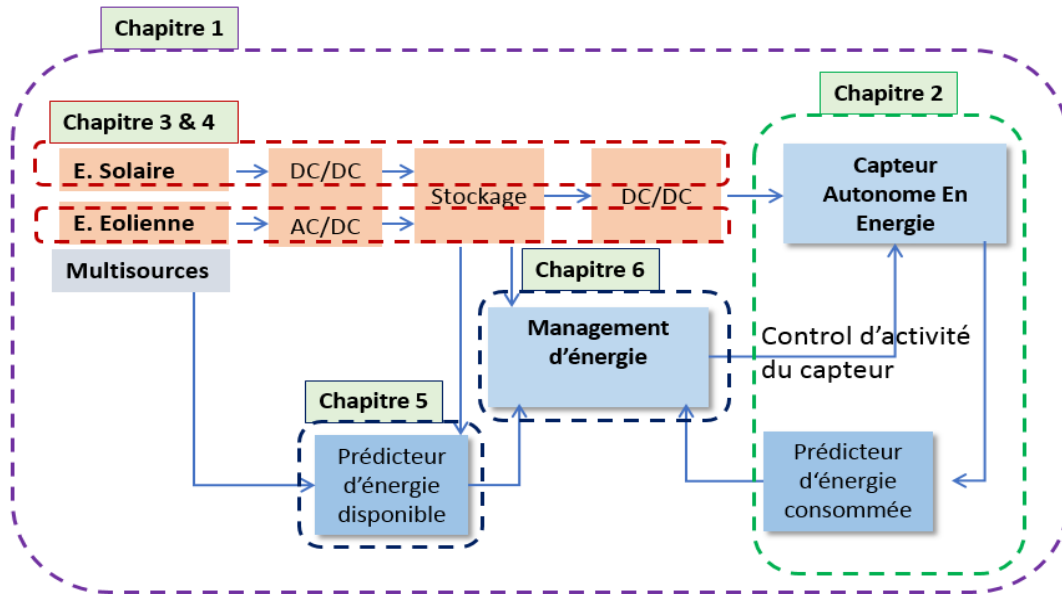 Chapitre 1
Chapitre 2
Chapitre 3 & 4
E. Solaire
DC/DC
Stockage
DC/DC
E. Eolienne
AC/DC
Capteur
Autonome En
Energie
Multisources
Chapitre 6
Management
d'énergie
Control d'activité
du capteur
Chapitre 5
Prédicteur
d'énergie
disponible
Prédicteur
d'énergie
consommée